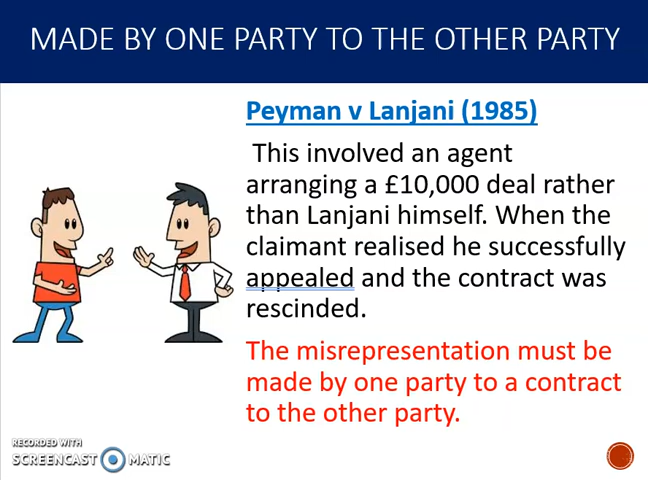 MADE BY ONE PARTY TO THE OTHER PARTY
Peyman v Lanjani (1985)
This involved an agent
arranging a £10,000 deal rather
than Lanjani himself. When the
claimant realised he successfully
appealed and the contract was
rescinded.
The misrepresentation must be
made by one party to a contract
to the other party.
RECORDED WITH
SCREENCAST MATIC